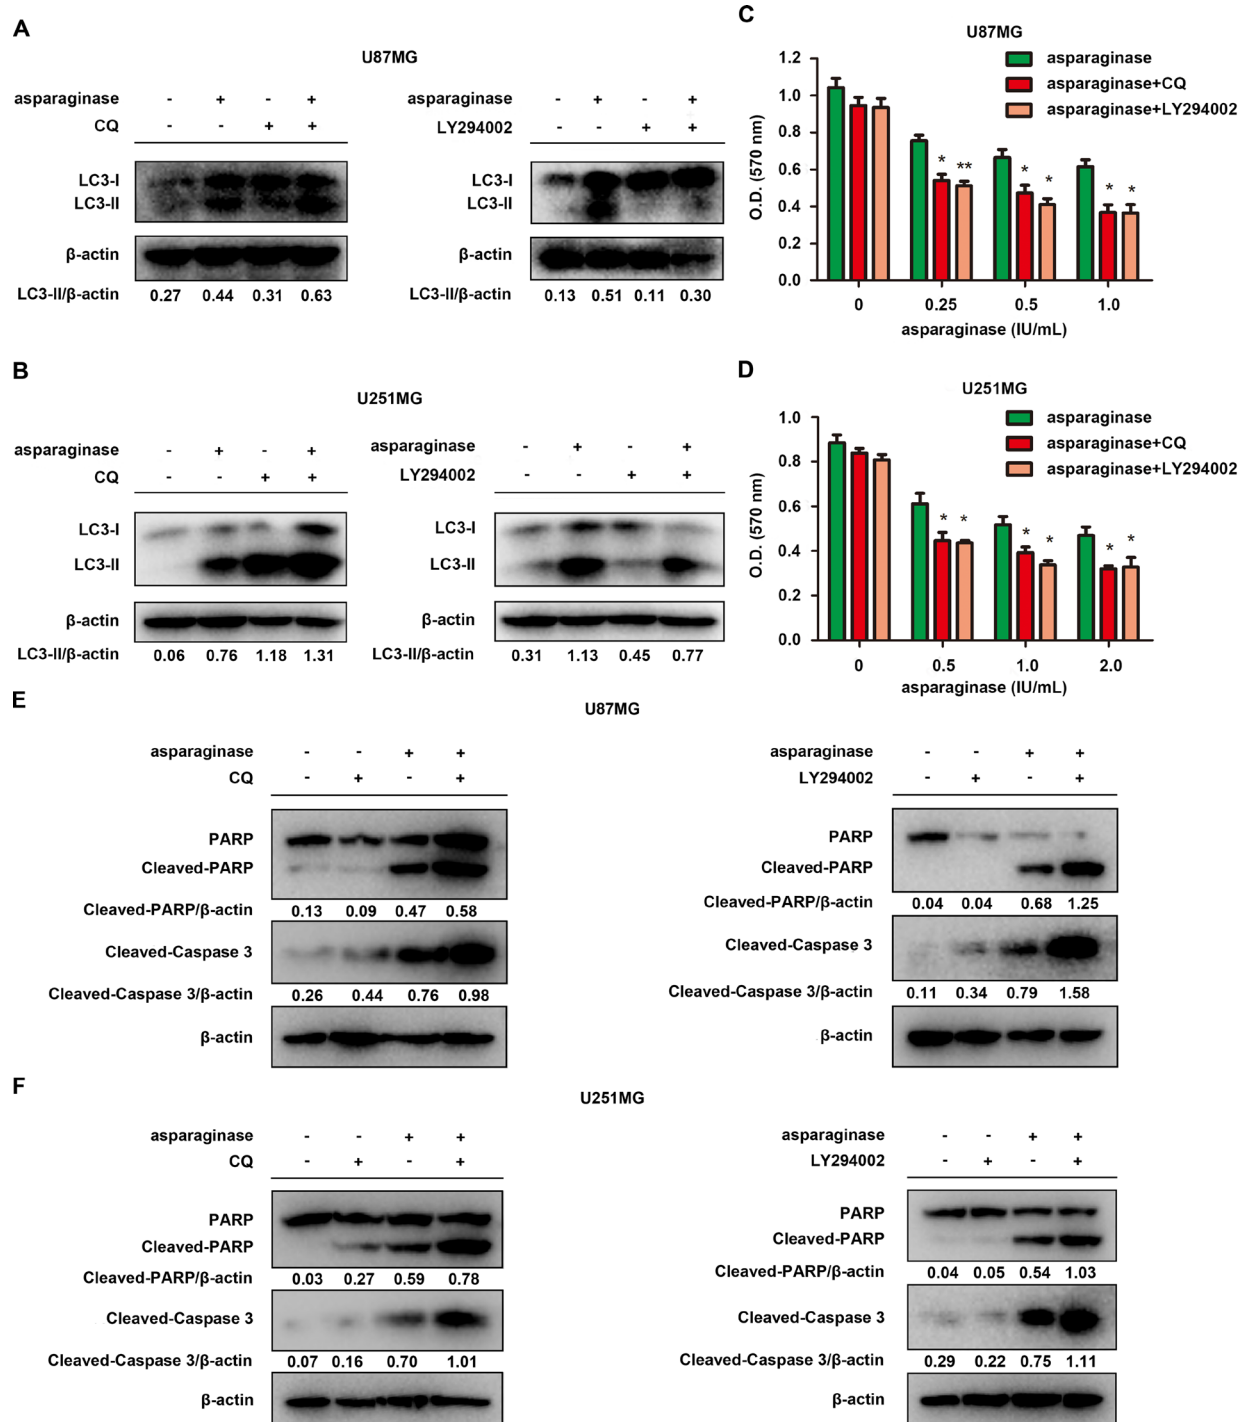 A
U87MG
asparaginase - + - +
CQ - - + +
LC3-I
LC3-II
β-actin
LC3-II/β-actin 0.27 0.44 0.31 0.63
asparaginase - + - +
LY294002 - - + +
LC3-I
LC3-II
β-actin
LC3-II/β-actin 0.13 0.51 0.11 0.30
C
U87MG
asparaginase
asparaginase+CQ
asparaginase+LY294002
O.D. (570 nm)
1.2
1.0
0.8
0.6
0.4
0.2
0.0
* ** * * * *
0 0.25 0.5 1.0
asparaginase (IU/mL)
B
U251MG
asparaginase - + - +
CQ - - + +
LC3-I
LC3-II
β-actin
LC3-II/β-actin 0.06 0.76 1.18 1.31
asparaginase - + - +
LY294002 - - + +
LC3-I
LC3-II
β-actin
LC3-II/β-actin 0.31 1.13 0.45 0.77
D
U251MG
asparaginase
asparaginase+CQ
asparaginase+LY294002
O.D. (570 nm)
1.0
0.8
0.6
0.4
0.2
0.0
* * * * * *
0 0.5 1.0 2.0
asparaginase (IU/mL)
E
U87MG
asparaginase - - + +
CQ - + - +
PARP
Cleaved-PARP
Cleaved-PARP/β-actin 0.13 0.09 0.47 0.58
Cleaved-Caspase 3
Cleaved-Caspase 3/β-actin 0.26 0.44 0.76 0.98
β-actin
asparaginase - - + +
LY294002 - + - +
PARP
Cleaved-PARP
Cleaved-PARP/β-actin 0.04 0.04 0.68 1.25
Cleaved-Caspase 3
Cleaved-Caspase 3/β-actin 0.11 0.34 0.79 1.58
β-actin
F
U251MG
asparaginase - - + +
CQ - + - +
PARP
Cleaved-PARP
Cleaved-PARP/β-actin 0.03 0.27 0.59 0.78
Cleaved-Caspase 3
Cleaved-Caspase 3/β-actin 0.07 0.16 0.70 1.01
β-actin
asparaginase - - + +
LY294002 - + - +
PARP
Cleaved-PARP
Cleaved-PARP/β-actin 0.04 0.05 0.54 1.03
Cleaved-Caspase 3
Cleaved-Caspase 3/β-actin 0.29 0.22 0.75 1.11
β-actin